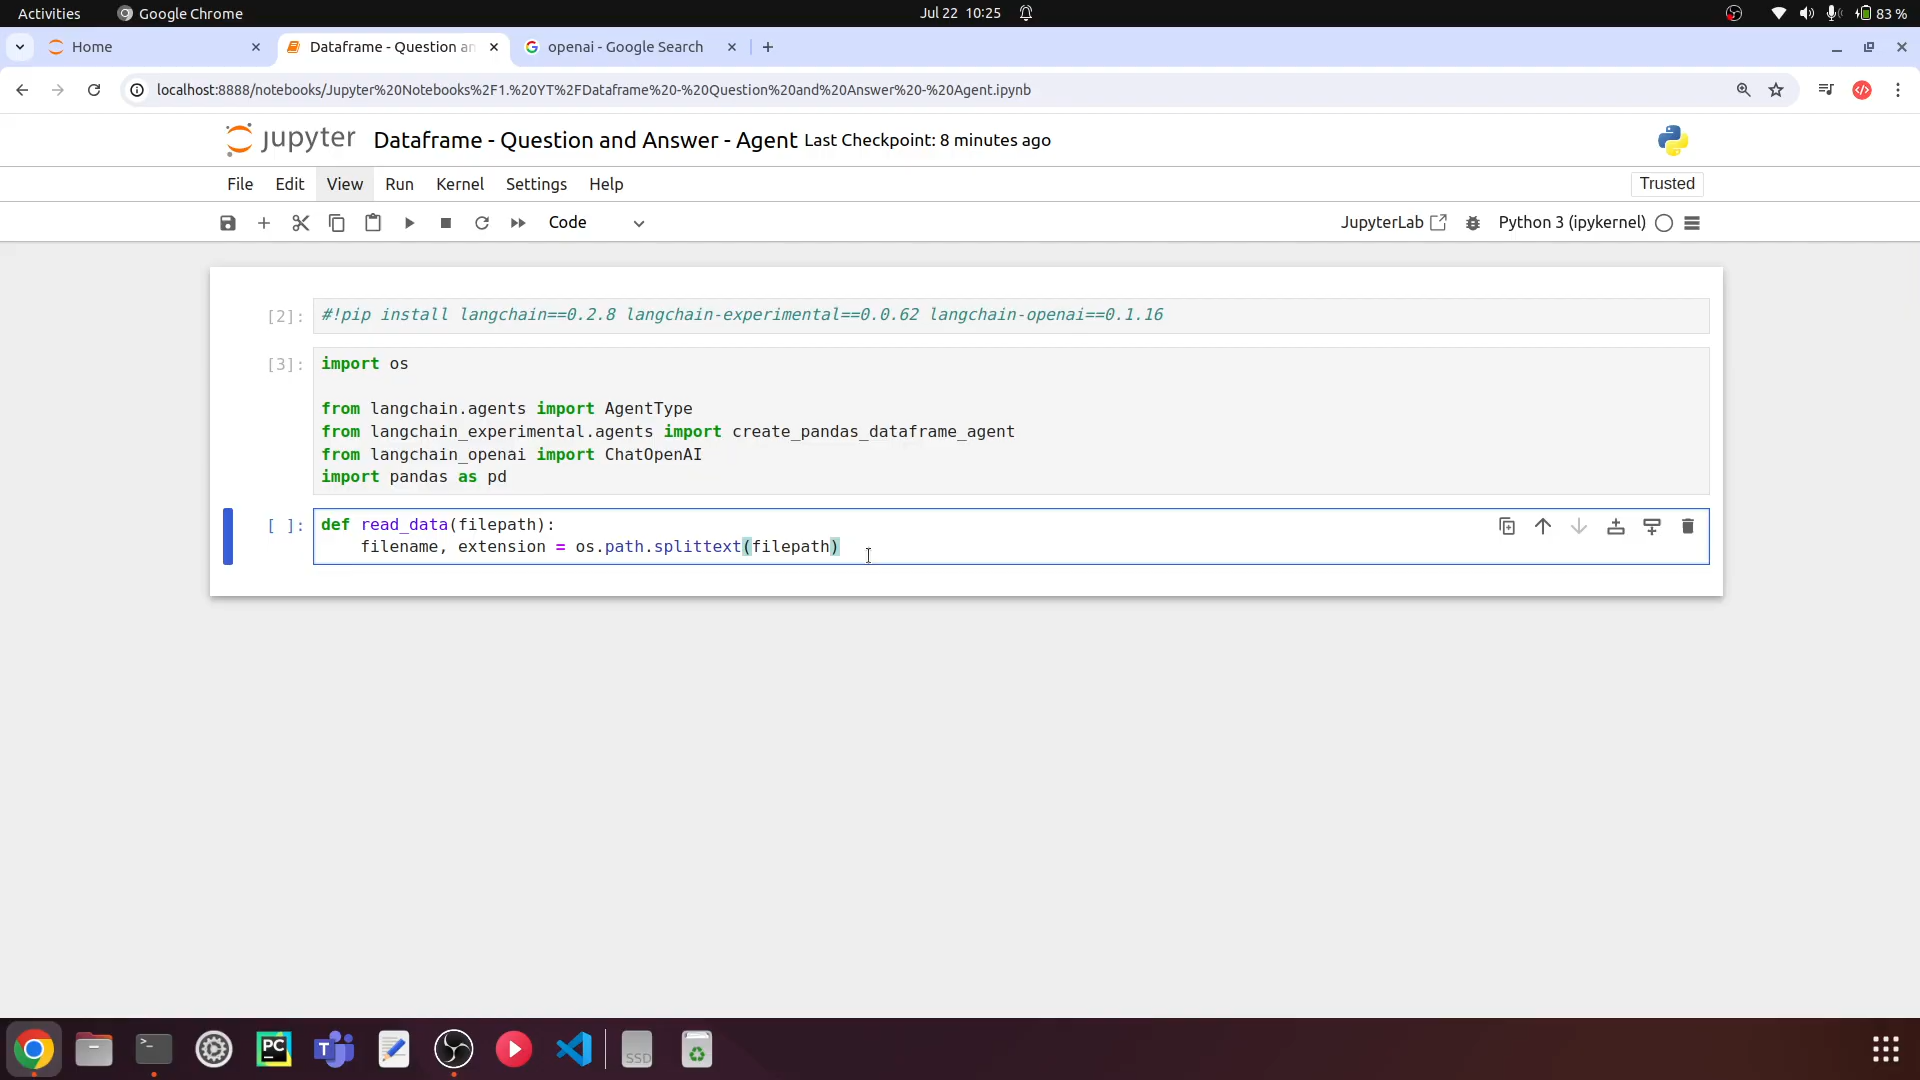 Activities
Google Chrome
Jul 22 10:25
83 %
Home
Dataframe - Question an
openai - Google Search
localhost:8888/notebooks/Jupyter%20Notebooks%2F1.%20YT%2FDataframe%20-%20Question%20and%20Answer%20-%20Agent.ipynb
jupyter
Dataframe - Question and Answer - Agent Last Checkpoint: 8 minutes ago
File Edit View Run Kernel Settings Help
Trusted
Code
JupyterLab
Python 3 (ipykernel)
[2]: #!pip install langchain==0.2.8 langchain-experimental==0.0.62 langchain-openai==0.1.16
[3]: import os
from langchain.agents import AgentType
from langchain_experimental.agents import create_pandas_dataframe_agent
from langchain_openai import ChatOpenAI
import pandas as pd
[ ]: def read_data(filepath):
filename, extension = os.path.splittext(filepath)
>_
PC
T
SSD